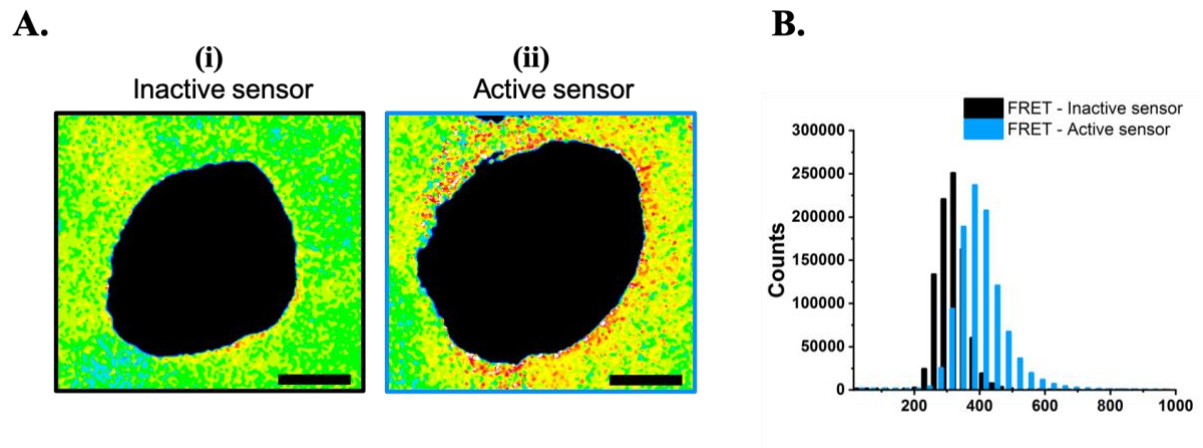 A.
(i)
Inactive sensor
(ii)
Active sensor
B.
FRET - Inactive sensor
FRET - Active sensor
Counts
300000
250000
200000
150000
100000
50000
0
200 400 600 800 1000